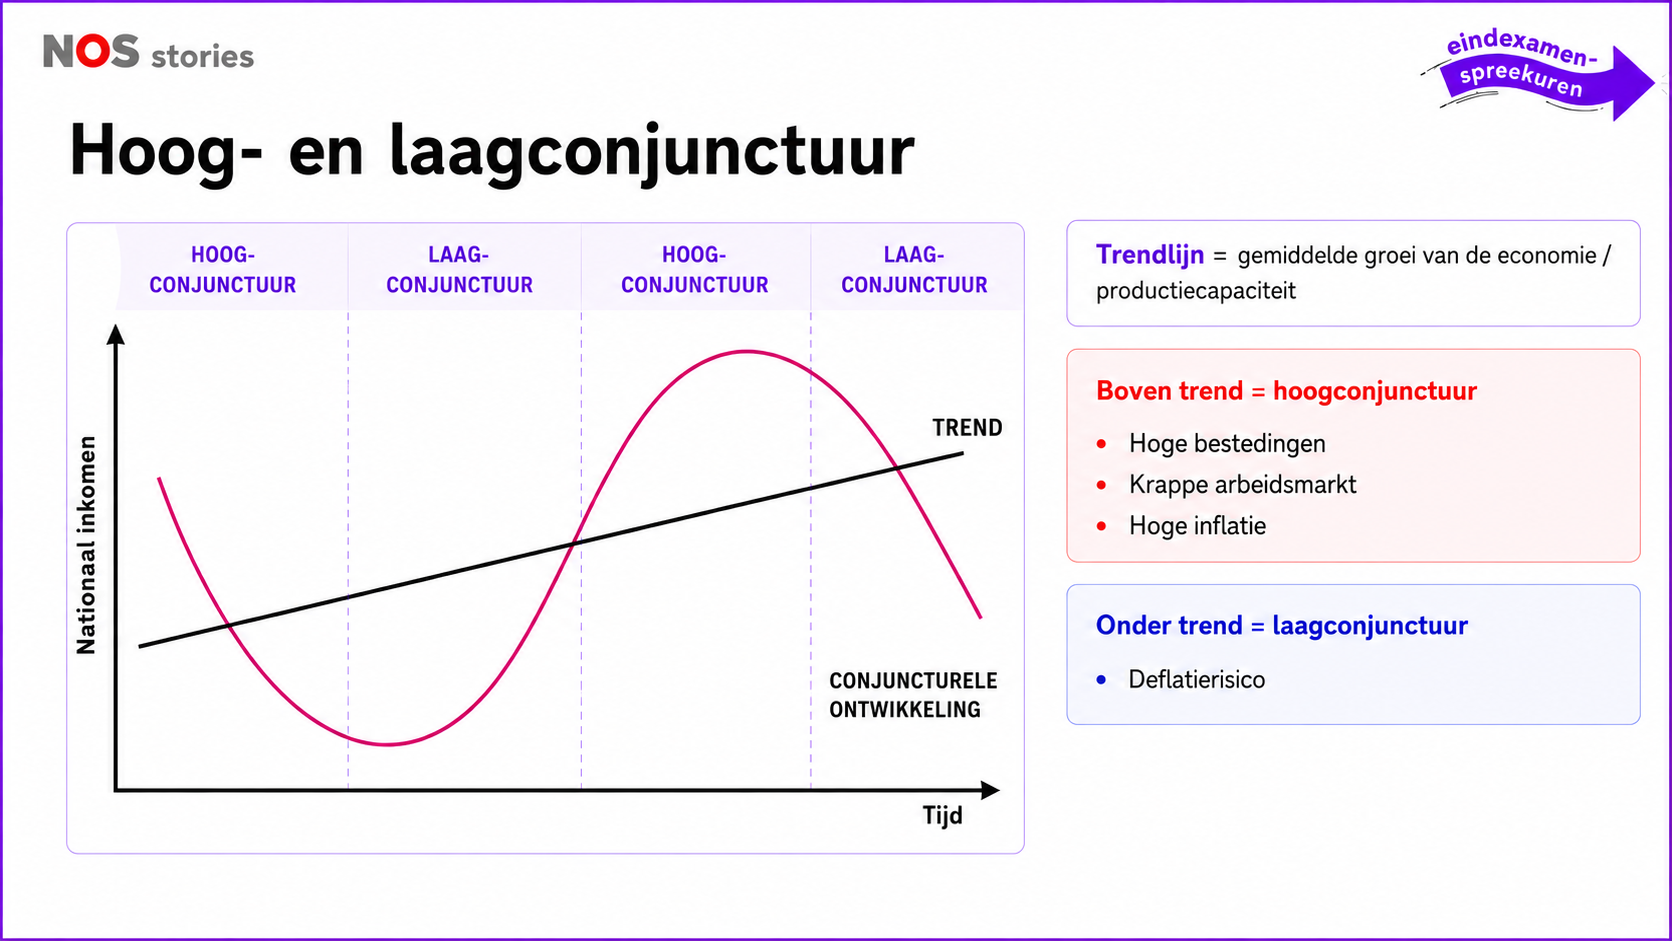 NOS stories
eindexamen-
spreekuren
Hoog- en laagconjunctuur
HOOG-
CONJUNCTUUR
LAAG-
CONJUNCTUUR
HOOG-
CONJUNCTUUR
LAAG-
CONJUNCTUUR
Nationaal inkomen
TREND
CONJUNCTURELE
ONTWIKKELING
Tijd
Trendlijn = gemiddelde groei van de economie /
productiecapaciteit
Boven trend = hoogconjunctuur
• Hoge bestedingen
• Krappe arbeidsmarkt
• Hoge inflatie
Onder trend = laagconjunctuur
• Deflatierisico